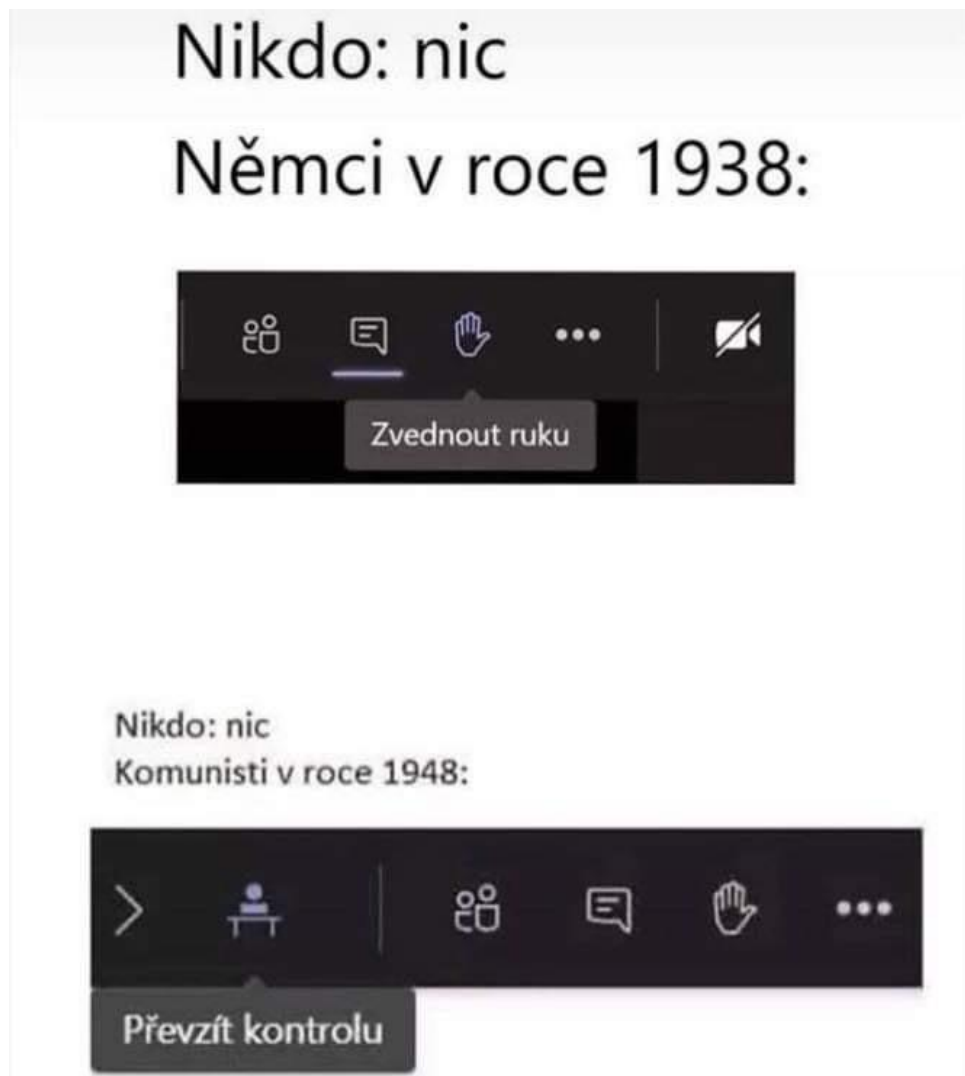 Nikdo: nic
Němci v roce 1938:
Zvednout ruku
Nikdo: nic
Komunisti v roce 1948:
Převzít kontrolu